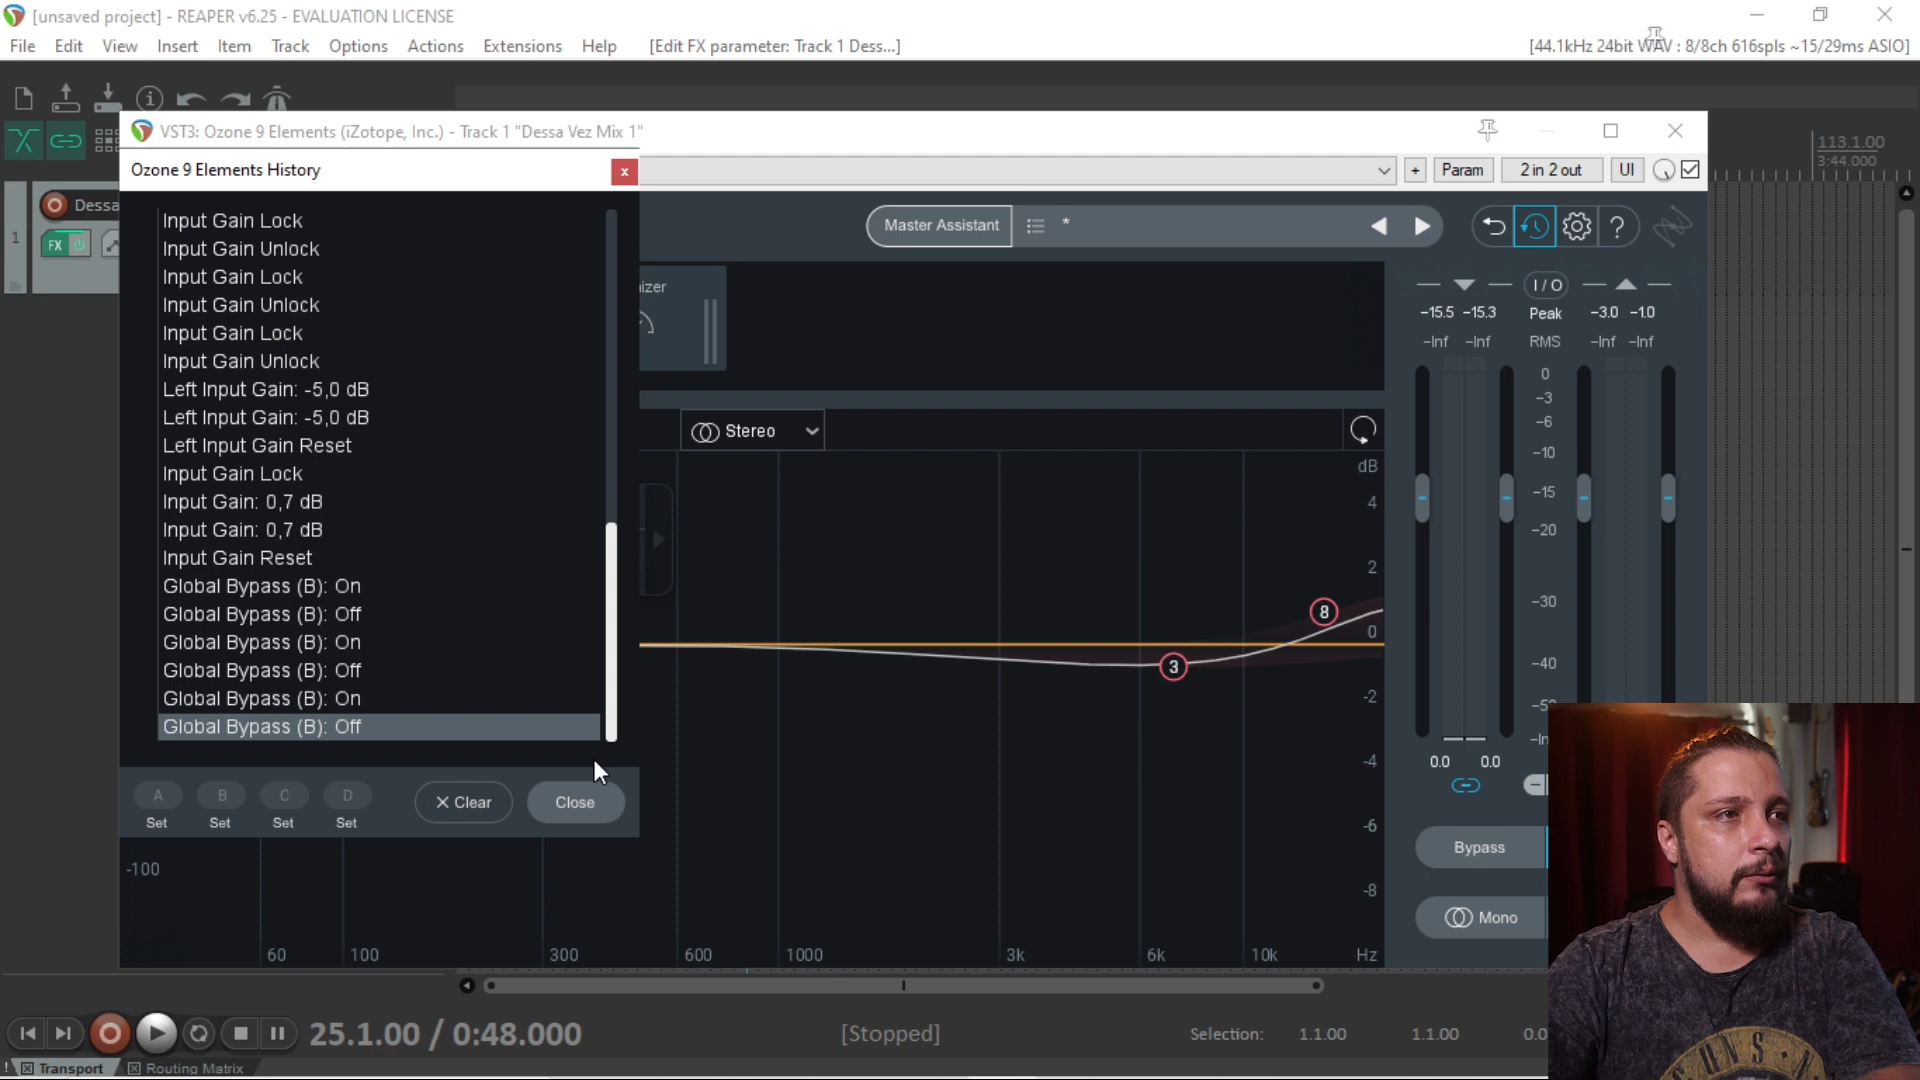 [unsaved project] - REAPER v6.25 - EVALUATION LICENSE
File Edit View Insert Item Track Options Actions Extensions Help [Edit FX parameter: Track 1 Dess...] [44.1kHz 24bit WAV : 8/8ch 616spls ~15/29ms ASIO]
VST3: Ozone 9 Elements (iZotope, Inc.) - Track 1 "Dessa Vez Mix 1"
113.1.00
3:44.000
Ozone 9 Elements History x
+ Param 2 in 2 out UI
1 Dessa
FX
Master Assistant * ?
Input Gain Lock
Input Gain Unlock
Input Gain Lock
Input Gain Unlock
Input Gain Lock
Input Gain Unlock
Left Input Gain: -5,0 dB
Left Input Gain: -5,0 dB
Left Input Gain Reset
Input Gain Lock
Input Gain: 0,7 dB
Input Gain: 0,7 dB
Input Gain Reset
Global Bypass (B): On
Global Bypass (B): Off
Global Bypass (B): On
Global Bypass (B): Off
Global Bypass (B): On
Global Bypass (B): Off
A B C D
Set Set Set Set
X Clear Close
izer
Stereo
dB
4
2
0
-2
-4
-6
-8
8
3
-100
60 100 300 600 1000 3k 6k 10k Hz
I / O
-15.5 -15.3 Peak -3.0 -1.0
-Inf -Inf RMS -Inf -Inf
0
-3
-6
-10
-15
-20
-30
-40
0.0 0.0
Bypass
Mono
25.1.00 / 0:48.000 [Stopped] Selection: 1.1.00 1.1.00 0.0
! Transport Routing Matrix